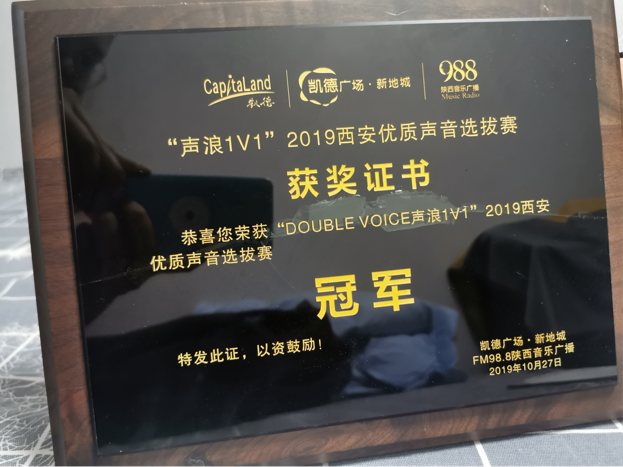 CapitaLand
凯德
凯德广场·新地城
988
陕西音乐广播
Music Radio
“声浪1V1”2019西安优质声音选拔赛
获奖证书
恭喜您荣获“DOUBLE VOICE声浪1V1”2019西安
优质声音选拔赛
冠军
特发此证，以资鼓励！
凯德广场·新地城
FM98.8陕西音乐广播
2019年10月27日